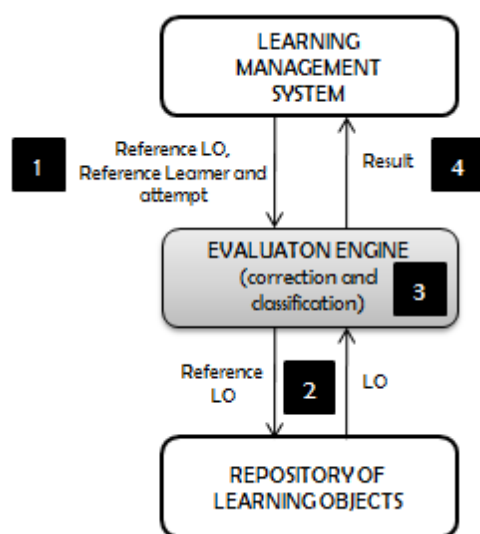 LEARNING
MANAGEMENT
SYSTEM
1
Reference LO,
Reference Learner and
attempt
Result
4
EVALUATON ENGINE
(correction and
classification)
3
Reference
LO
2
LO
REPOSITORY OF
LEARNING OBJECTS